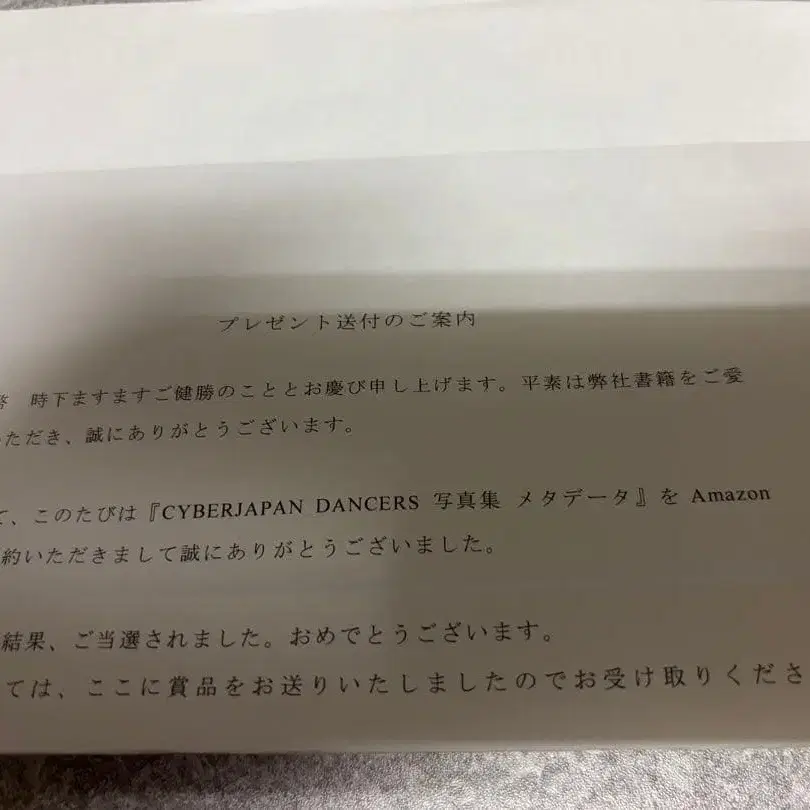 プレゼント送付のご案内
時下ますますご健勝のこととお慶び申し上げます。平素は弊社書籍をご愛
ただき、誠にありがとうございます。
、このたびは『CYBERJAPAN DANCERS 写真集 メタデータ』を Amazon
約いただきまして誠にありがとうございました。
結果、ご当選されました。おめでとうございます。
ては、ここに賞品をお送りいたしましたのでお受け取りくださ